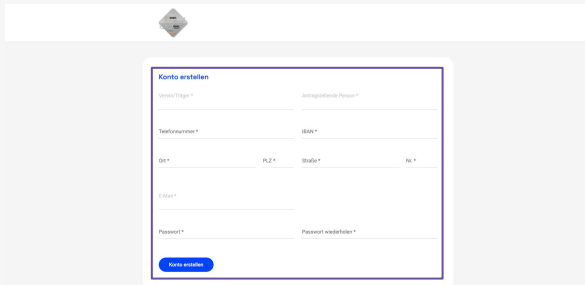 Konto erstellen
Verein/Träger * Antragstellende Person *
Telefonnummer * IBAN *
Ort * PLZ * Straße * Nr. *
E-Mail *
Passwort * Passwort wiederholen *
Konto erstellen